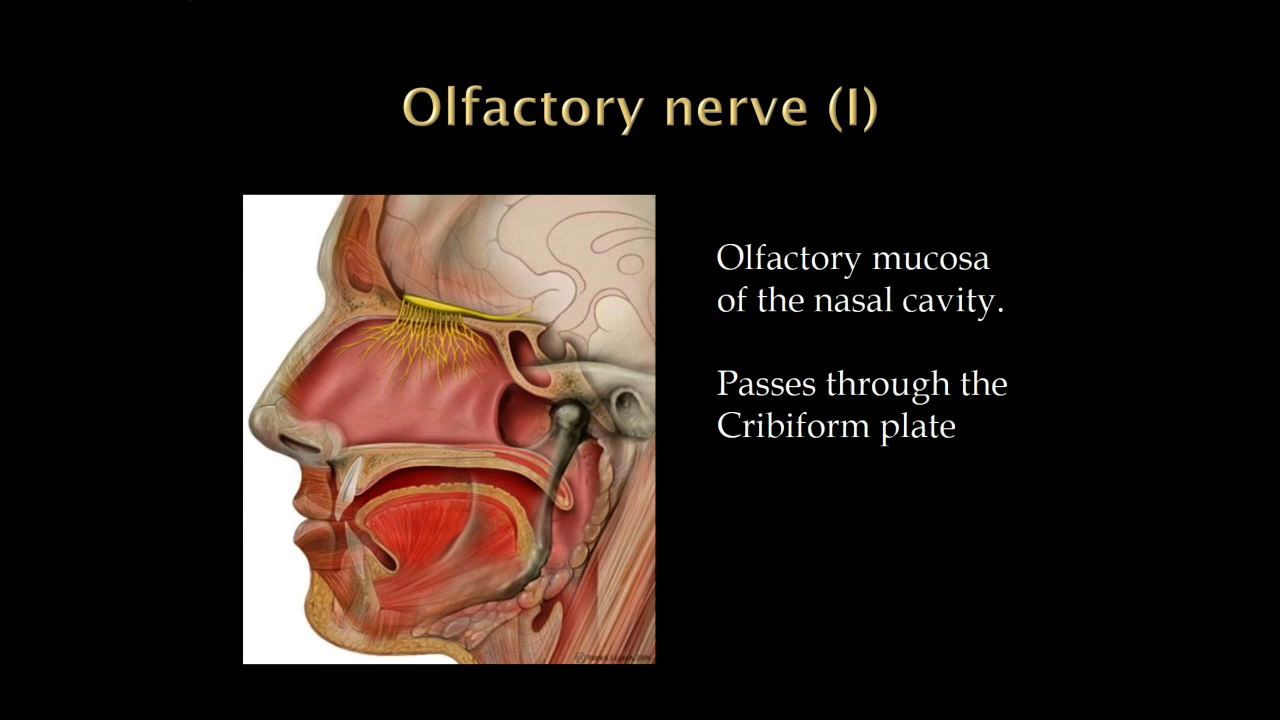 Olfactory nerve (I)
Olfactory mucosa
of the nasal cavity.
Passes through the
Cribiform plate